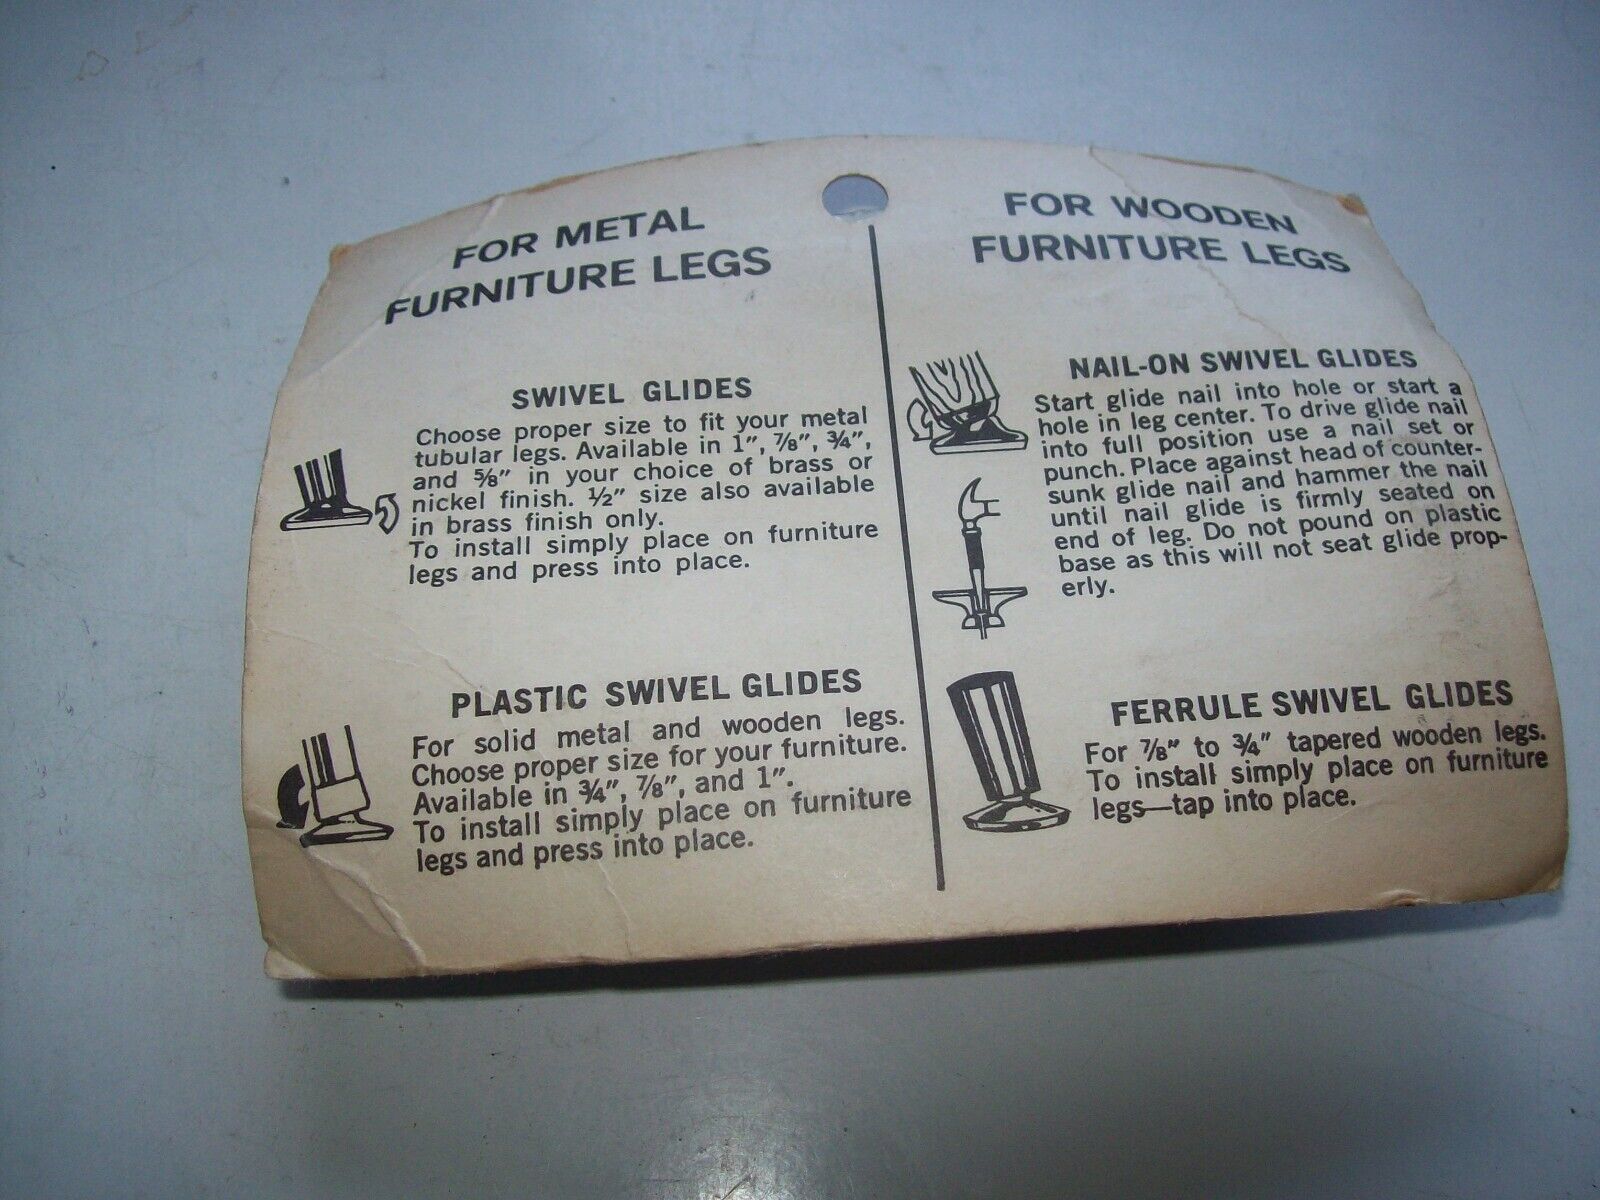 FOR METAL
FURNITURE LEGS
SWIVEL GLIDES
Choose proper size to fit your metal
tubular legs. Available in 1", ⅞", ¾",
and ⅝" in your choice of brass or
nickel finish. ½" size also available
in brass finish only.
To install simply place on furniture
legs and press into place.
PLASTIC SWIVEL GLIDES
For solid metal and wooden legs.
Choose proper size for your furniture.
Available in ¾", ⅞", and 1".
To install simply place on furniture
legs and press into place.
FOR WOODEN
FURNITURE LEGS
NAIL-ON SWIVEL GLIDES
Start glide nail into hole or start a
hole in leg center. To drive glide nail
into full position use a nail set or
punch. Place against head of counter-
sunk glide nail and hammer the nail
until nail glide is firmly seated on
end of leg. Do not pound on plastic
base as this will not seat glide prop-
erly.
FERRULE SWIVEL GLIDES
For ⅞" to ¾" tapered wooden legs.
To install simply place on furniture
legs—tap into place.